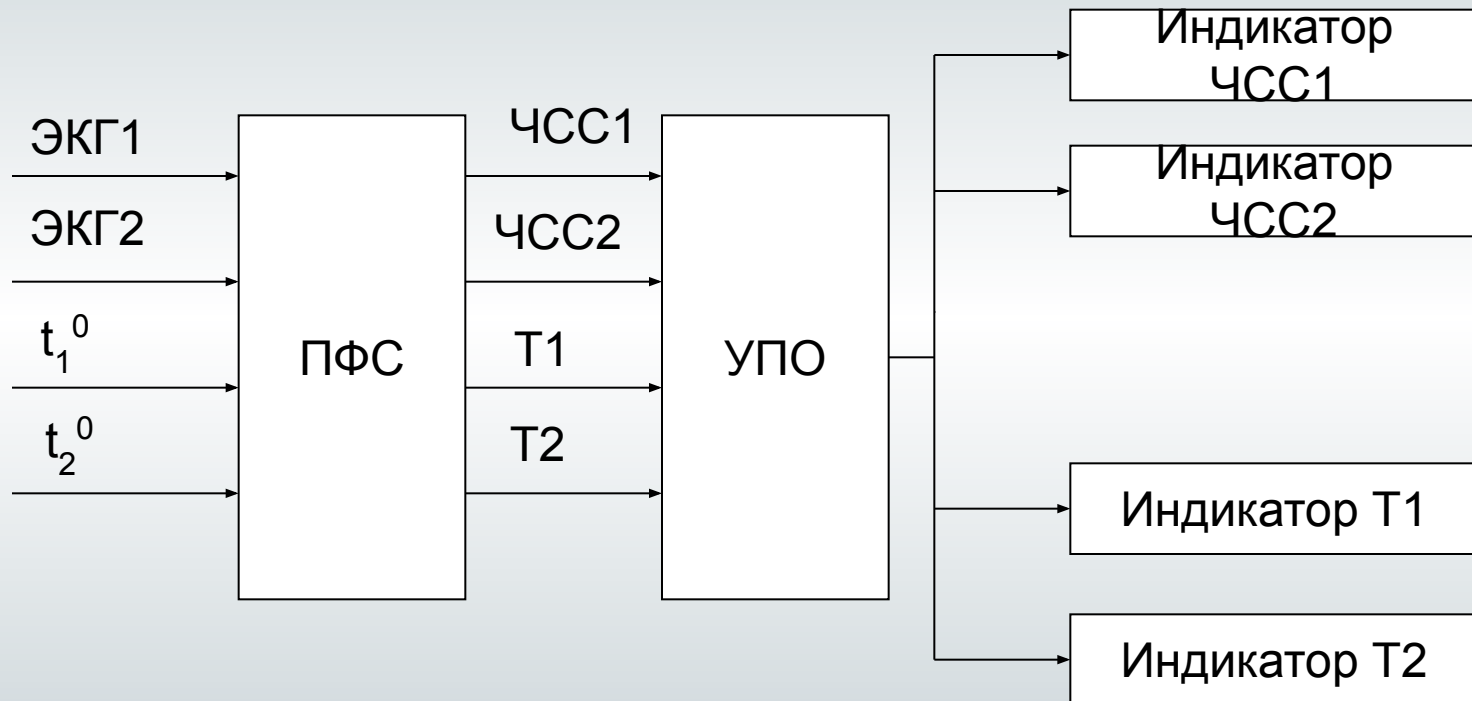 Индикатор
ЧСС1
ЭКГ1
ЧСС1
Индикатор
ЧСС2
ЭКГ2
ЧСС2
t₁⁰
ПФС
Т1
УПО
t₂⁰
Т2
Индикатор Т1
Индикатор Т2